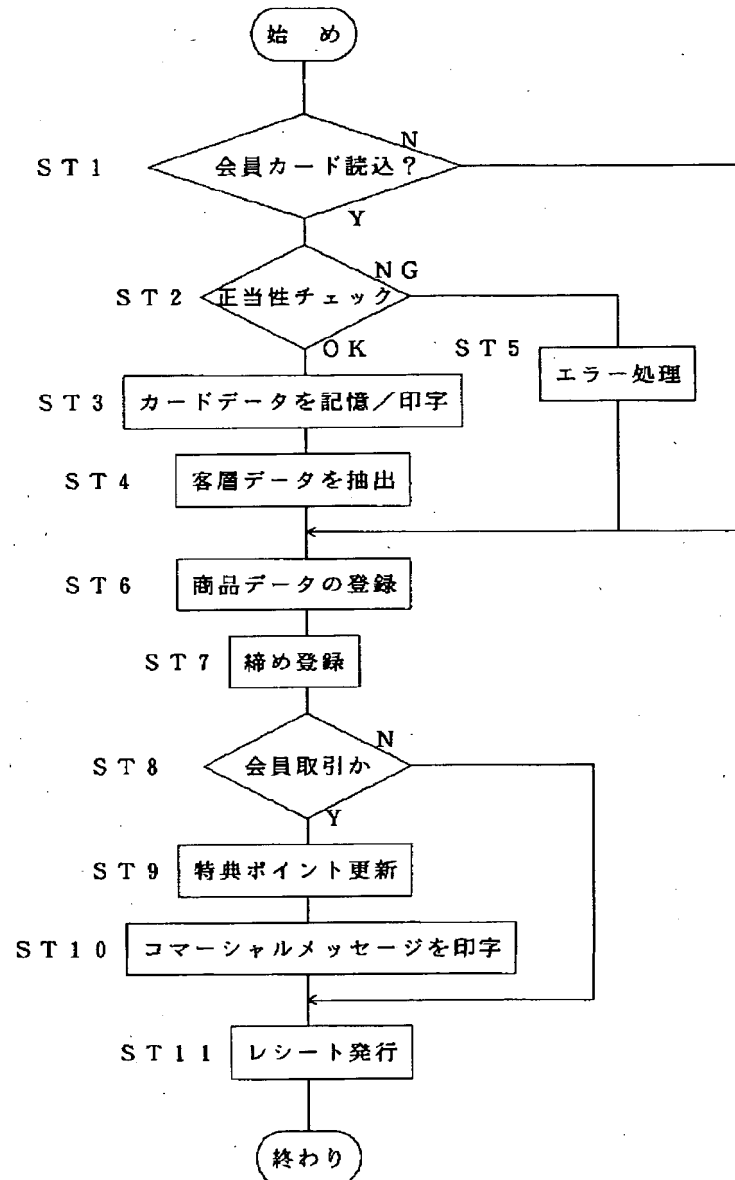 始　め
N
ST1 会員カード読込？
Y
NG
ST2 正当性チェック
OK
ST5 エラー処理
ST3 カードデータを記憶／印字
ST4 客層データを抽出
ST6 商品データの登録
ST7 締め登録
N
ST8 会員取引か
Y
ST9 特典ポイント更新
ST10 コマーシャルメッセージを印字
ST11 レシート発行
終わり